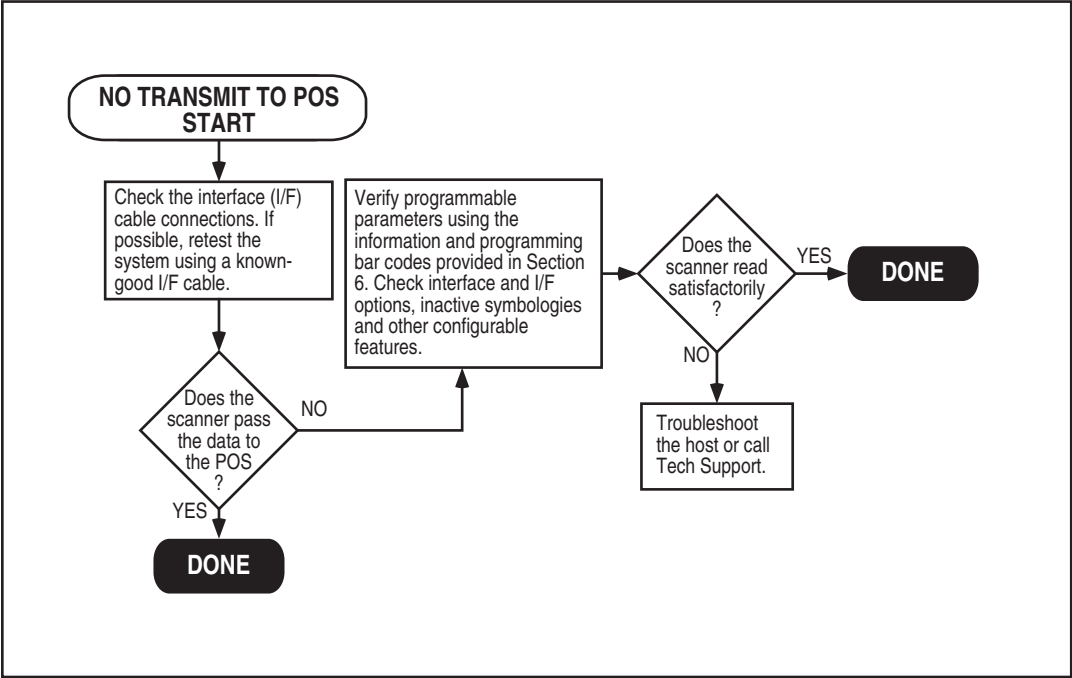 NO TRANSMIT TO POS
START
Check the interface (I/F)
cable connections. If
possible, retest the
system using a known-
good I/F cable.
Does the
scanner pass
the data to
the POS
?
NO
YES
DONE
Verify programmable
parameters using the
information and programming
bar codes provided in Section
6. Check interface and I/F
options, inactive symbologies
and other configurable
features.
Does the
scanner read
satisfactorily
?
YES
DONE
NO
Troubleshoot
the host or call
Tech Support.